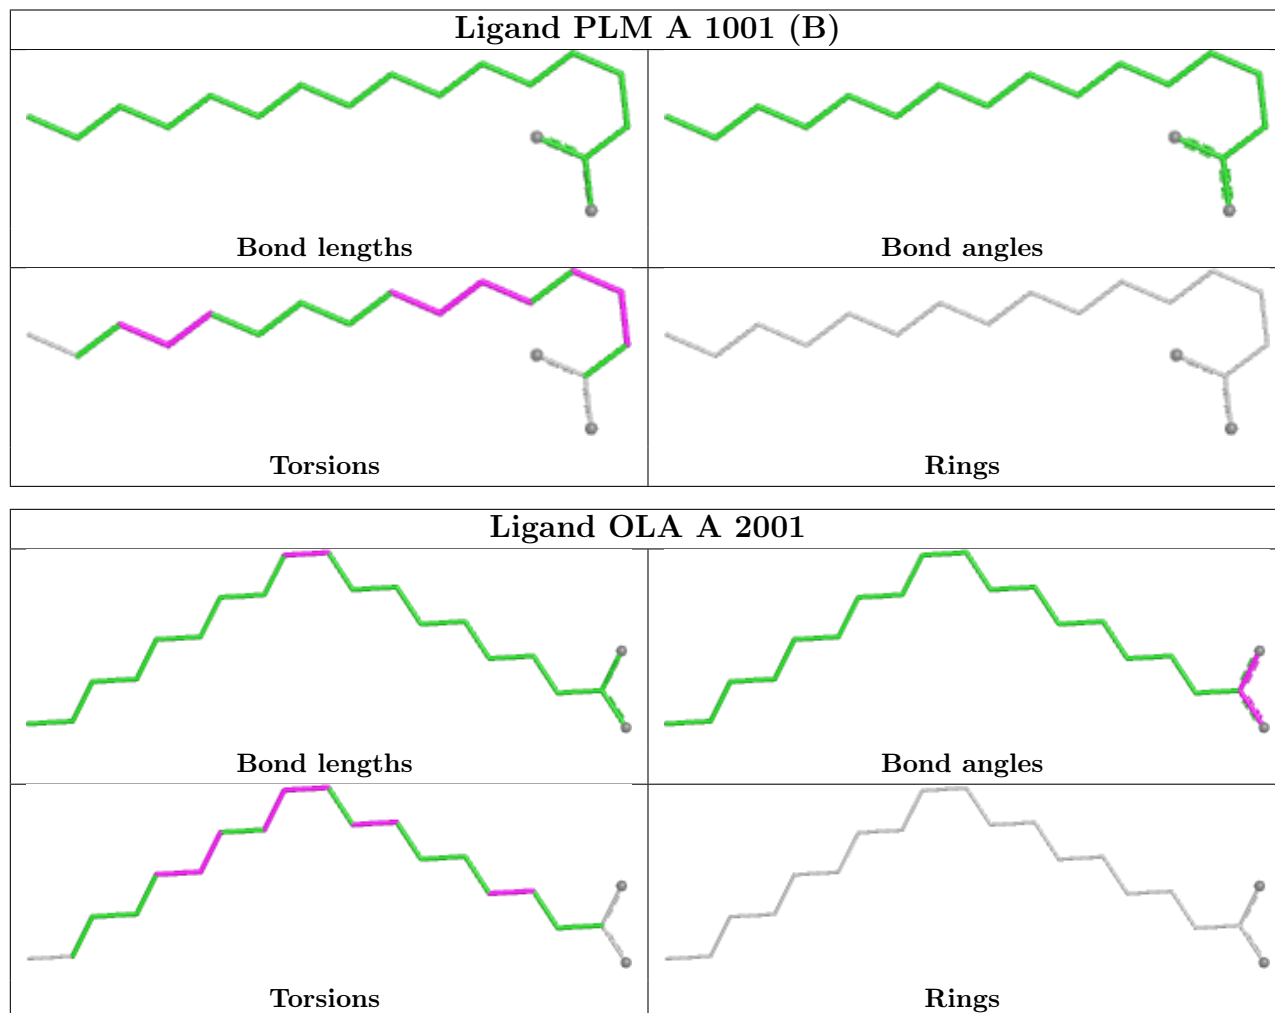 Ligand PLM A 1001 (B)
Bond lengths
Bond angles
Torsions
Rings
Ligand OLA A 2001
Bond lengths
Bond angles
Torsions
Rings